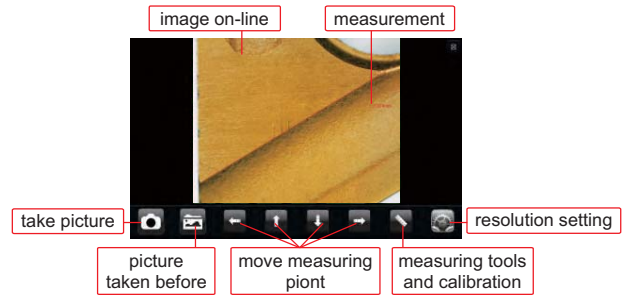 image on-line
measurement
take picture
resolution setting
picture
taken before
move measuring
piont
measuring tools
and calibration